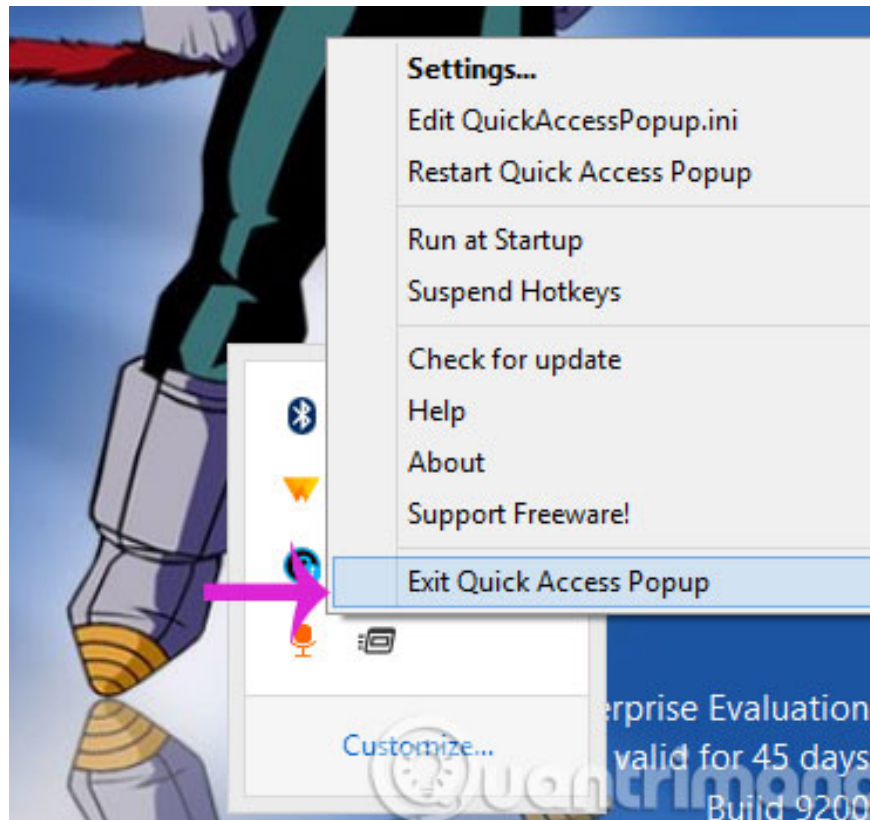 Settings...
Edit QuickAccessPopup.ini
Restart Quick Access Popup
Run at Startup
Suspend Hotkeys
Check for update
Help
About
Support Freeware!
Exit Quick Access Popup
Customize...
erprise Evaluation
valid for 45 days
Build 9200
Quantrimang